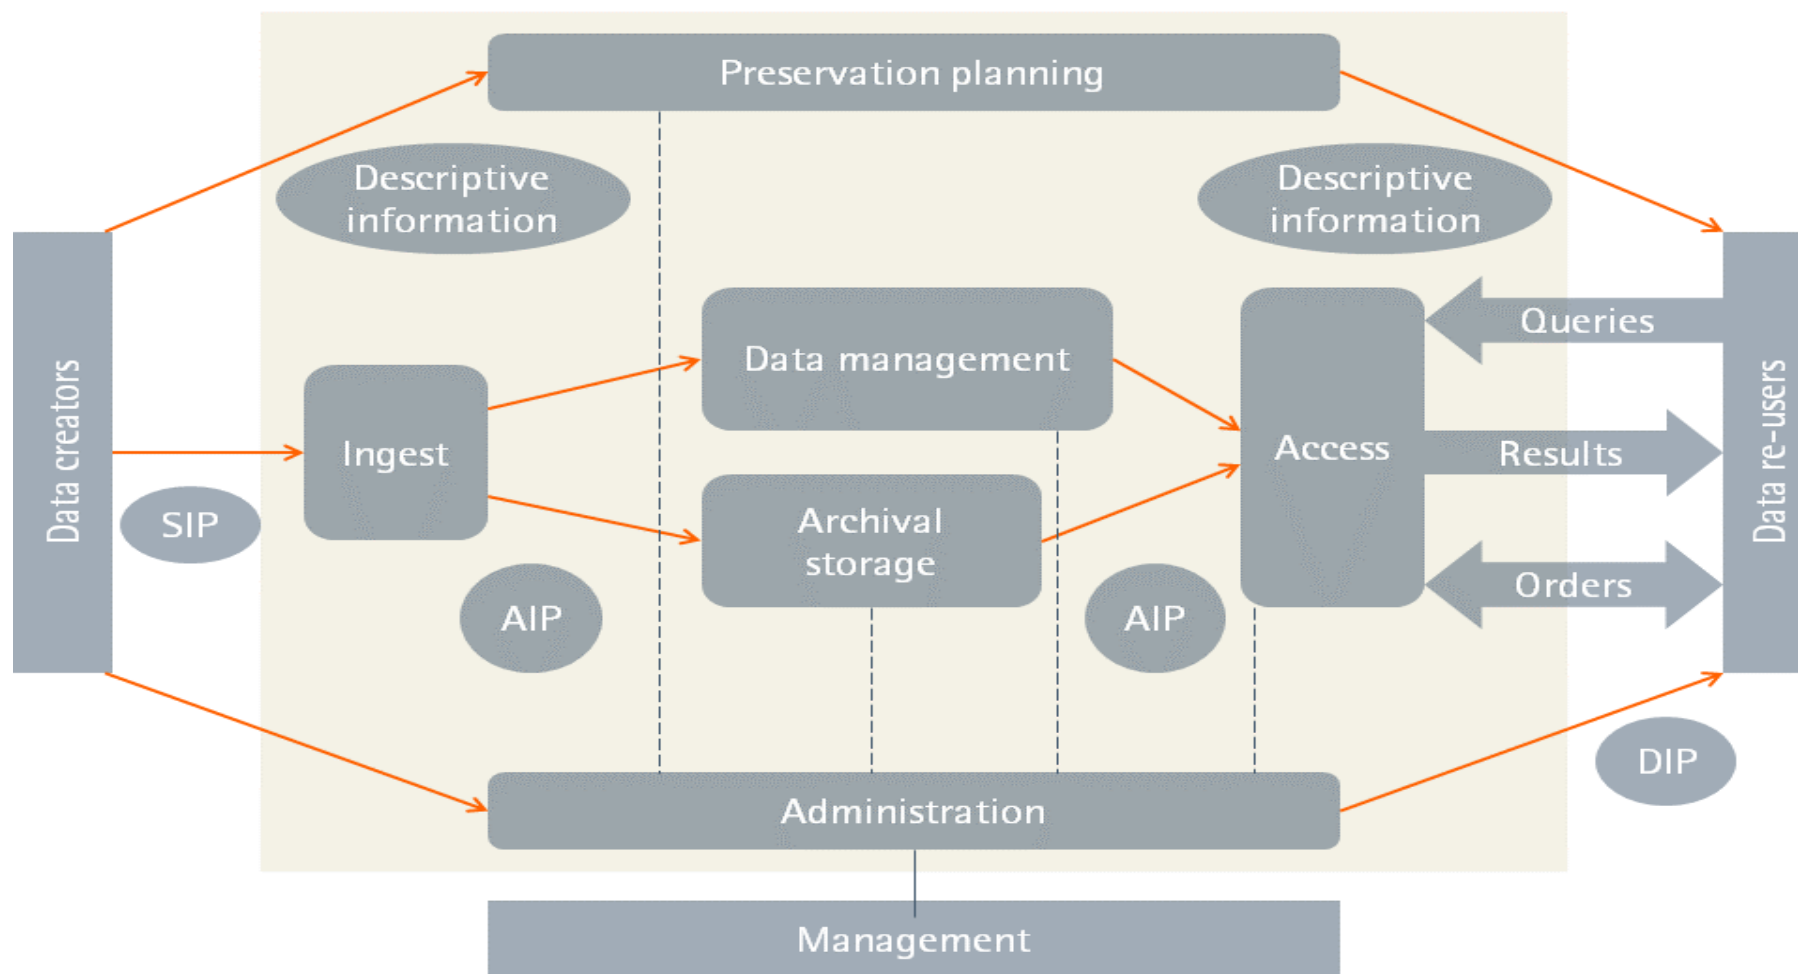 Preservation planning
Descriptive
information
Descriptive
information
Data creators
SIP
Ingest
AIP
Data management
Archival
storage
AIP
Access
Queries
Results
Orders
Data re-users
DIP
Administration
Management